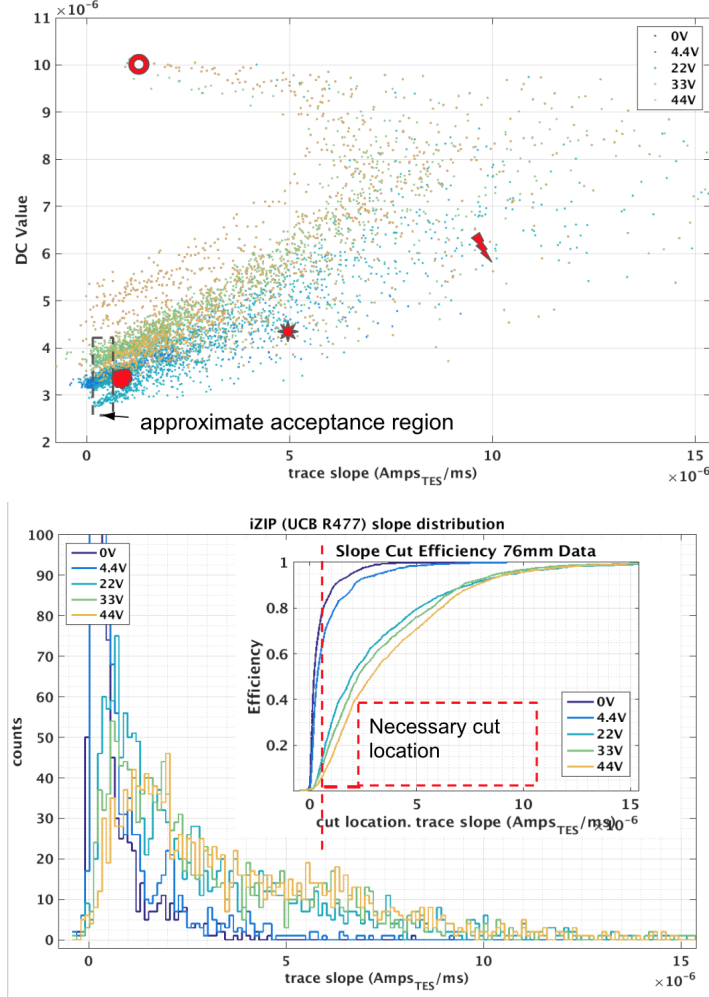 ×10⁻⁶
11
10
9
8
7
6
5
4
3
2
DC Value
0V
4.4V
22V
33V
44V
approximate acceptance region
0
5
10
15
×10⁻⁶
trace slope (Amps_TES/ms)
iZIP (UCB R477) slope distribution
100
90
80
70
60
50
40
30
20
10
0
counts
0V
4.4V
22V
33V
44V
Slope Cut Efficiency 76mm Data
1
0.8
0.6
0.4
0.2
Efficiency
Necessary cut
location
0V
4.4V
22V
33V
44V
0
5
10
15
×10⁻⁶
cut location. trace slope (Amps_TES/ms)
0
5
10
15
×10⁻⁶
trace slope (Amps_TES/ms)